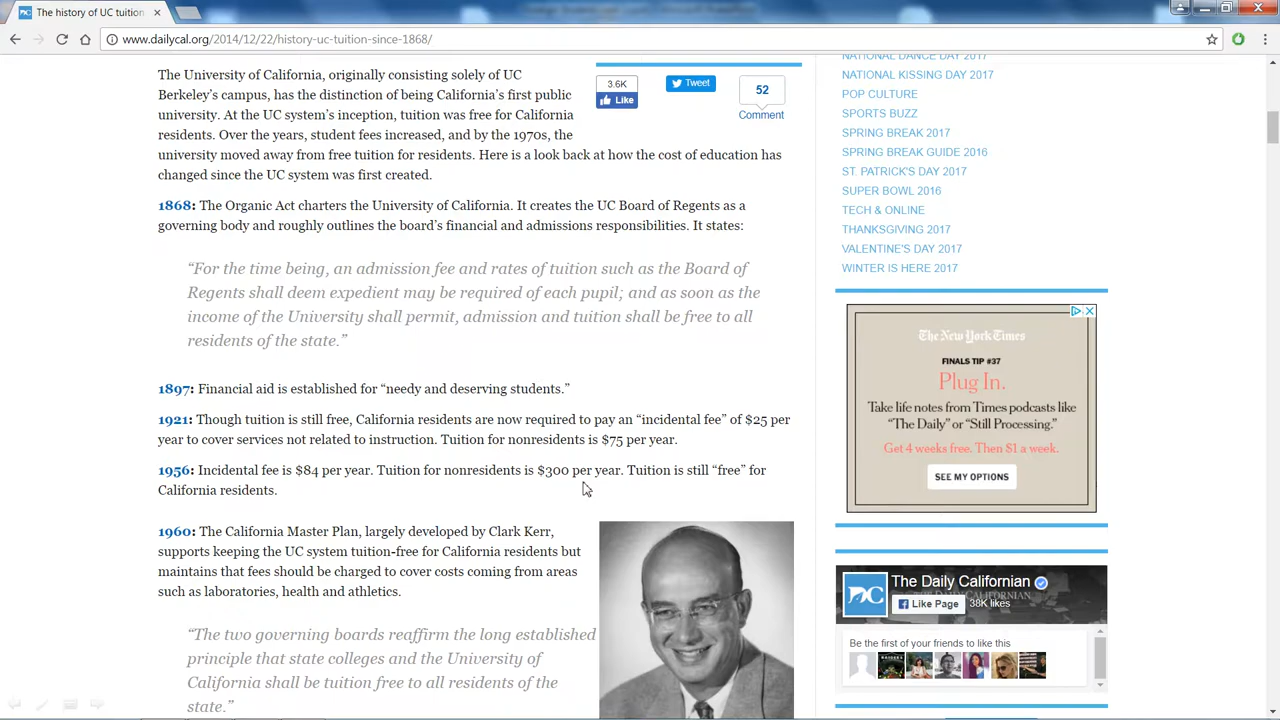 The history of UC tuition
www.dailycal.org/2014/12/22/history-uc-tuition-since-1868/
The University of California, originally consisting solely of UC
Berkeley's campus, has the distinction of being California's first public
university. At the UC system's inception, tuition was free for California
residents. Over the years, student fees increased, and by the 1970s, the
university moved away from free tuition for residents. Here is a look back at how the cost of education has
changed since the UC system was first created.
3.6K
Like
Tweet
52
Comment
1868: The Organic Act charters the University of California. It creates the UC Board of Regents as a
governing body and roughly outlines the board's financial and admissions responsibilities. It states:
“For the time being, an admission fee and rates of tuition such as the Board of
Regents shall deem expedient may be required of each pupil; and as soon as the
income of the University shall permit, admission and tuition shall be free to all
residents of the state.”
1897: Financial aid is established for “needy and deserving students.”
1921: Though tuition is still free, California residents are now required to pay an “incidental fee” of $25 per
year to cover services not related to instruction. Tuition for nonresidents is $75 per year.
1956: Incidental fee is $84 per year. Tuition for nonresidents is $300 per year. Tuition is still “free” for
California residents.
1960: The California Master Plan, largely developed by Clark Kerr,
supports keeping the UC system tuition-free for California residents but
maintains that fees should be charged to cover costs coming from areas
such as laboratories, health and athletics.
“The two governing boards reaffirm the long established
principle that state colleges and the University of
California shall be tuition free to all residents of the
state.”
NATIONAL DANCE DAY 2017
NATIONAL KISSING DAY 2017
POP CULTURE
SPORTS BUZZ
SPRING BREAK 2017
SPRING BREAK GUIDE 2016
ST. PATRICK'S DAY 2017
SUPER BOWL 2016
TECH & ONLINE
THANKSGIVING 2017
VALENTINE'S DAY 2017
WINTER IS HERE 2017
The New York Times
FINALS TIP #37
Plug In.
Take life notes from Times podcasts like
“The Daily” or “Still Processing.”
Get 4 weeks free. Then $1 a week.
SEE MY OPTIONS
The Daily Californian
Like Page
38K likes
Be the first of your friends to like this